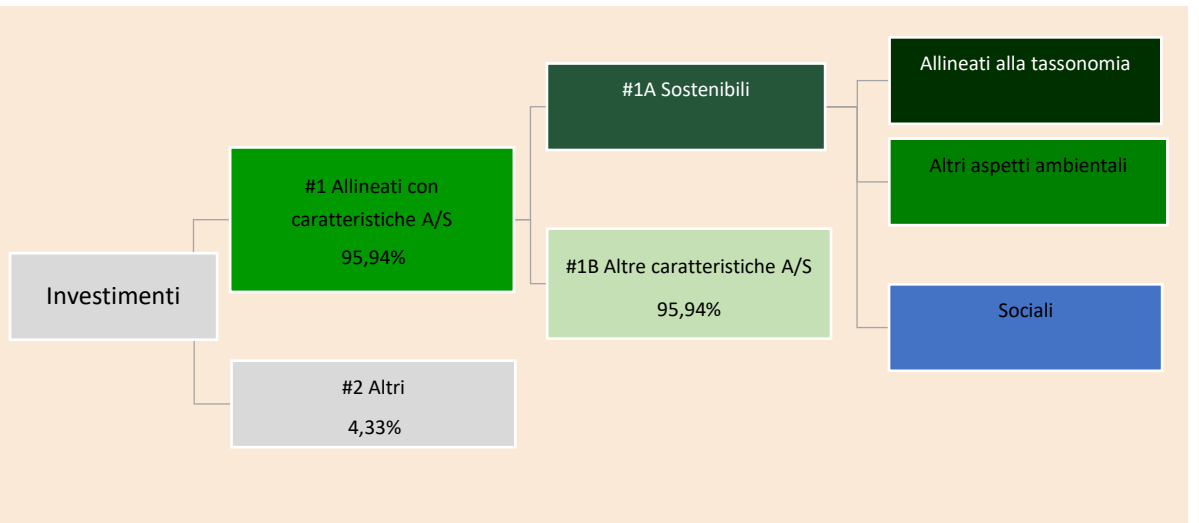 Investimenti
#1 Allineati con
caratteristiche A/S
95,94%
#2 Altri
4,33%
#1A Sostenibili
#1B Altre caratteristiche A/S
95,94%
Allineati alla tassonomia
Altri aspetti ambientali
Sociali